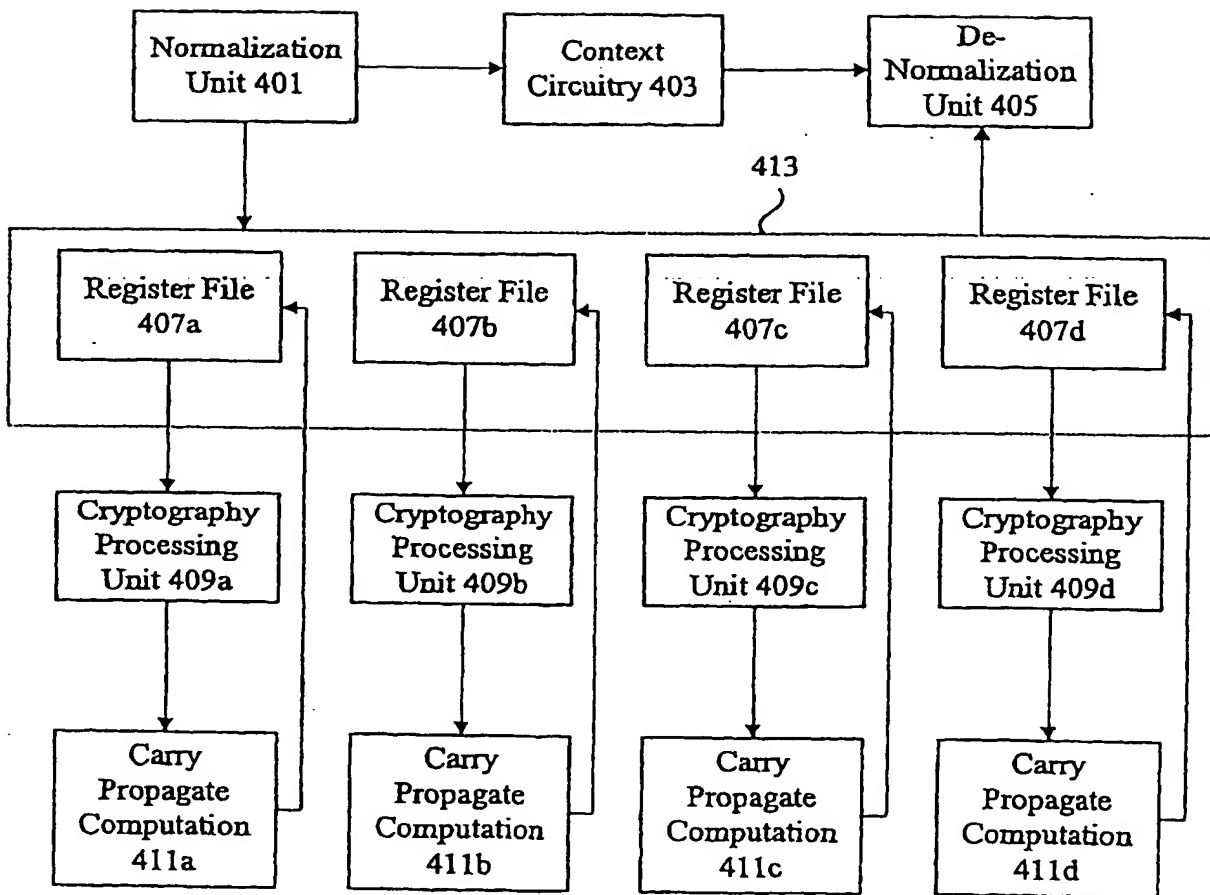 Normalization
Unit 401
Context
Circuitry 403
De-
Normalization
Unit 405
413
Register File
407a
Register File
407b
Register File
407c
Register File
407d
Cryptography
Processing
Unit 409a
Cryptography
Processing
Unit 409b
Cryptography
Processing
Unit 409c
Cryptography
Processing
Unit 409d
Carry
Propagate
Computation
411a
Carry
Propagate
Computation
411b
Carry
Propagate
Computation
411c
Carry
Propagate
Computation
411d